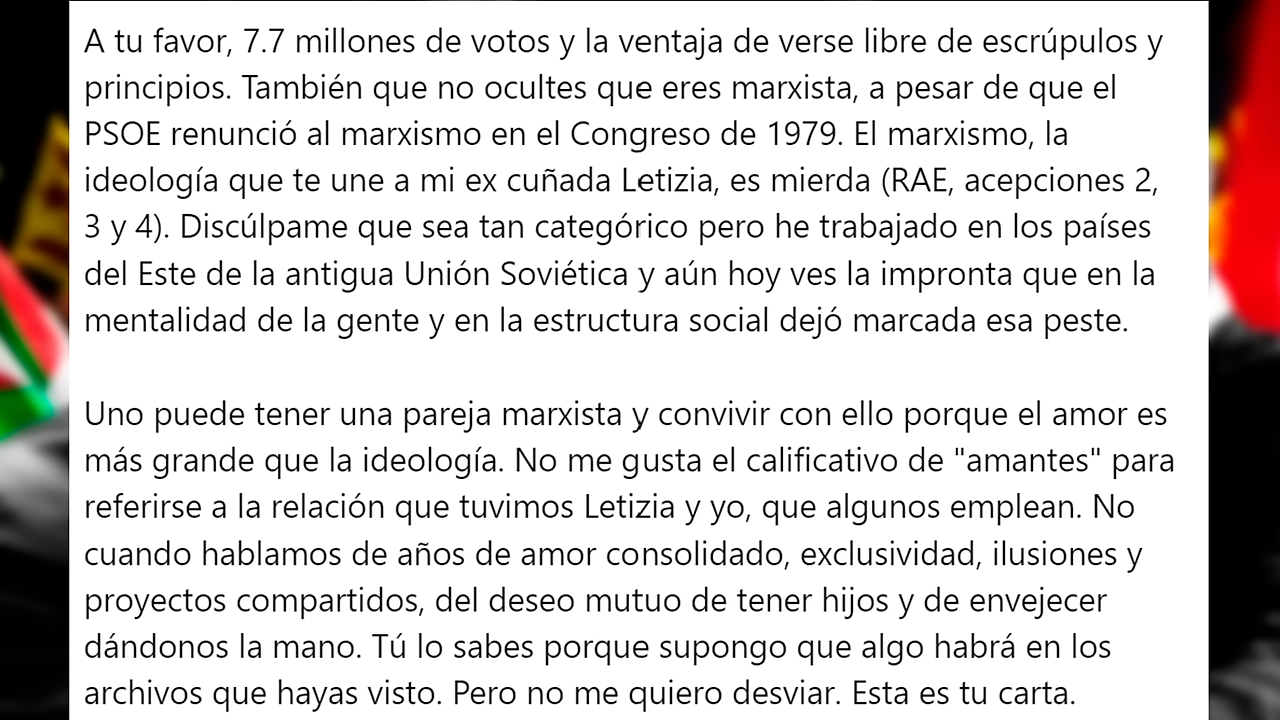 A tu favor, 7.7 millones de votos y la ventaja de verse libre de escrúpulos y
principios. También que no ocultes que eres marxista, a pesar de que el
PSOE renunció al marxismo en el Congreso de 1979. El marxismo, la
ideología que te une a mi ex cuñada Letizia, es mierda (RAE, acepciones 2,
3 y 4). Discúlpame que sea tan categórico pero he trabajado en los países
del Este de la antigua Unión Soviética y aún hoy ves la impronta que en la
mentalidad de la gente y en la estructura social dejó marcada esa peste.
Uno puede tener una pareja marxista y convivir con ello porque el amor es
más grande que la ideología. No me gusta el calificativo de "amantes" para
referirse a la relación que tuvimos Letizia y yo, que algunos emplean. No
cuando hablamos de años de amor consolidado, exclusividad, ilusiones y
proyectos compartidos, del deseo mutuo de tener hijos y de envejecer
dándonos la mano. Tú lo sabes porque supongo que algo habrá en los
archivos que hayas visto. Pero no me quiero desviar. Esta es tu carta.